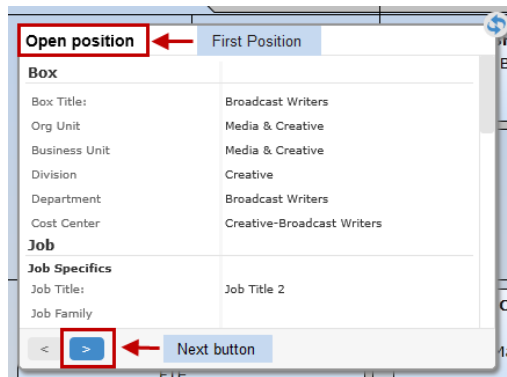 Open position First Position
Box
Box Title: Broadcast Writers
Org Unit Media & Creative
Business Unit Media & Creative
Division Creative
Department Broadcast Writers
Cost Center Creative-Broadcast Writers
Job
Job Specifics
Job Title: Job Title 2
Job Family
< > Next button